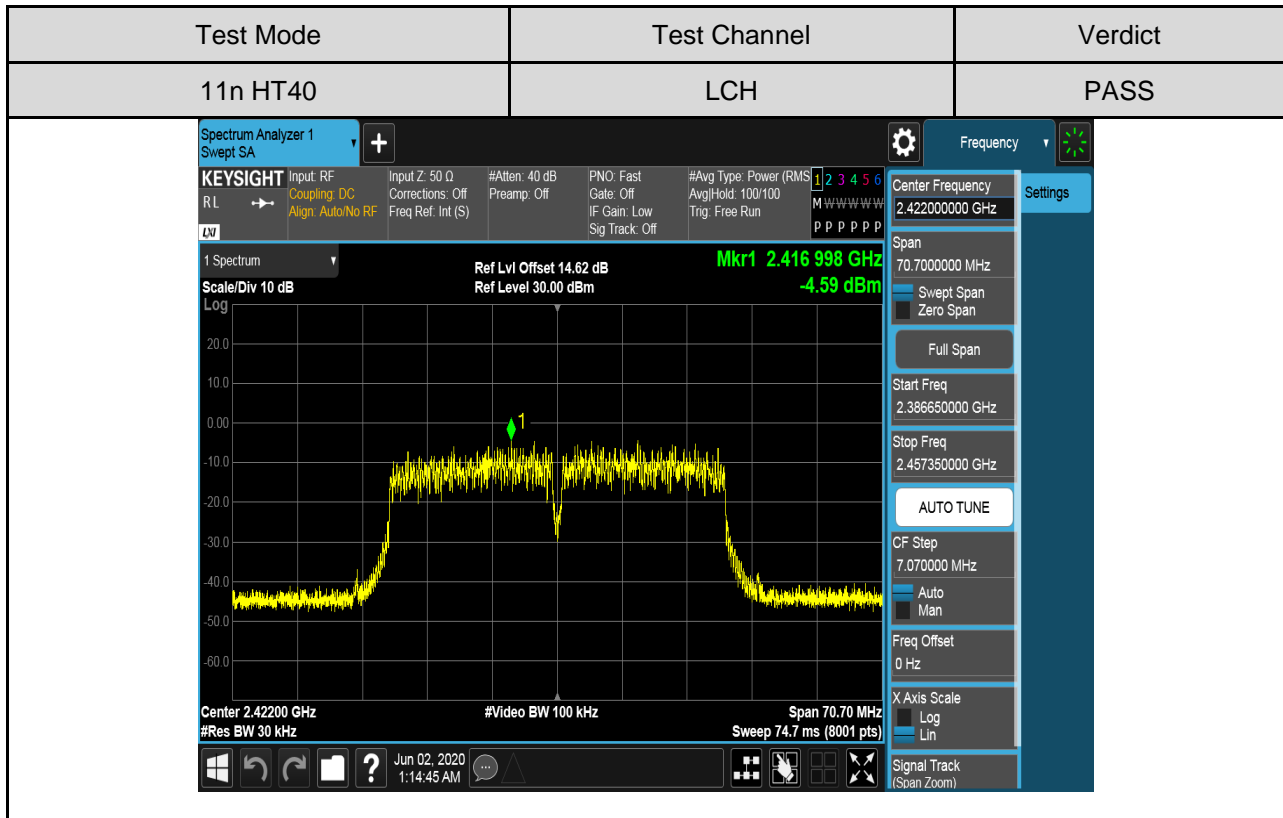 Test Mode Test Channel Verdict
11n HT40 LCH PASS
Spectrum Analyzer 1
Swept SA
Frequency
KEYSIGHT Input: RF Input Z: 50 Ω #Atten: 40 dB PNO: Fast #Avg Type: Power (RMS 1 2 3 4 5 6
RL Coupling: DC Corrections: Off Preamp: Off Gate: Off Avg|Hold: 100/100 M W W W W W
Align: Auto/No RF Freq Ref: Int (S) IF Gain: Low Trig: Free Run
LXI Sig Track: Off P P P P P P
1 Spectrum
Ref Lvl Offset 14.62 dB Mkr1 2.416 998 GHz
Scale/Div 10 dB Ref Level 30.00 dBm -4.59 dBm
Log
20.0
10.0
0.00
1
-10.0
-20.0
-30.0
-40.0
-50.0
-60.0
Center 2.42200 GHz #Video BW 100 kHz Span 70.70 MHz
#Res BW 30 kHz Sweep 74.7 ms (8001 pts)
Center Frequency
2.422000000 GHz
Settings
Span
70.7000000 MHz
Swept Span
Zero Span
Full Span
Start Freq
2.386650000 GHz
Stop Freq
2.457350000 GHz
AUTO TUNE
CF Step
7.070000 MHz
Auto
Man
Freq Offset
0 Hz
X Axis Scale
Log
Lin
Signal Track
(Span Zoom)
? Jun 02, 2020
1:14:45 AM